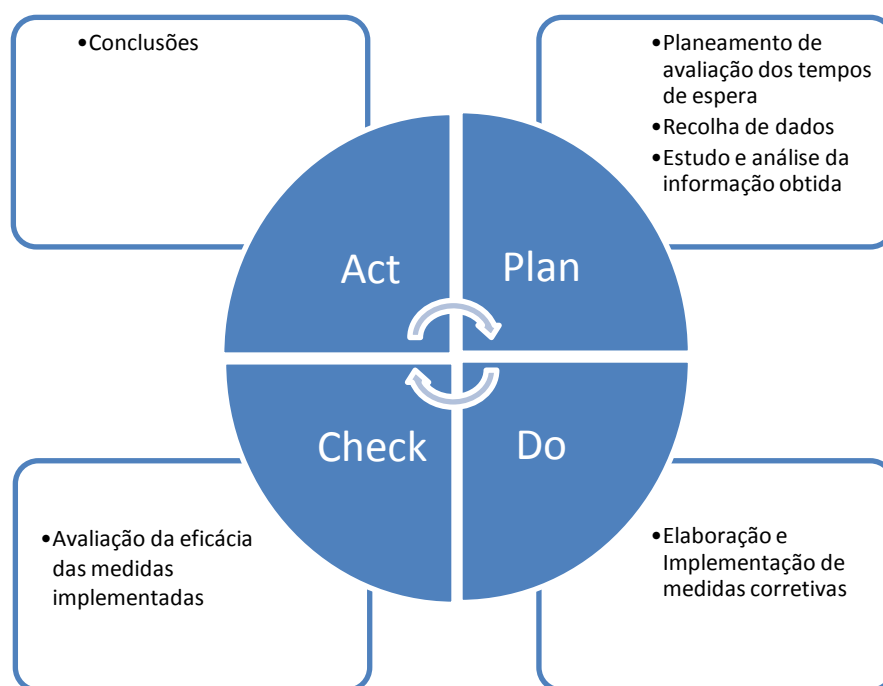 •Conclusões
•Planeamento de
avaliação dos tempos
de espera
•Recolha de dados
•Estudo e análise da
informação obtida
Act
Plan
Check
Do
•Avaliação da eficácia
das medidas
implementadas
•Elaboração e
Implementação de
medidas corretivas